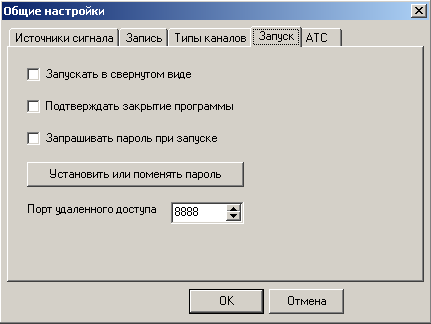 Общие настройки
Источники сигнала Запись Типы каналов Запуск АТС
Запускать в свернутом виде
Подтверждать закрытие программы
Запрашивать пароль при запуске
Установить или поменять пароль
Порт удаленного доступа 8888
OK Отмена